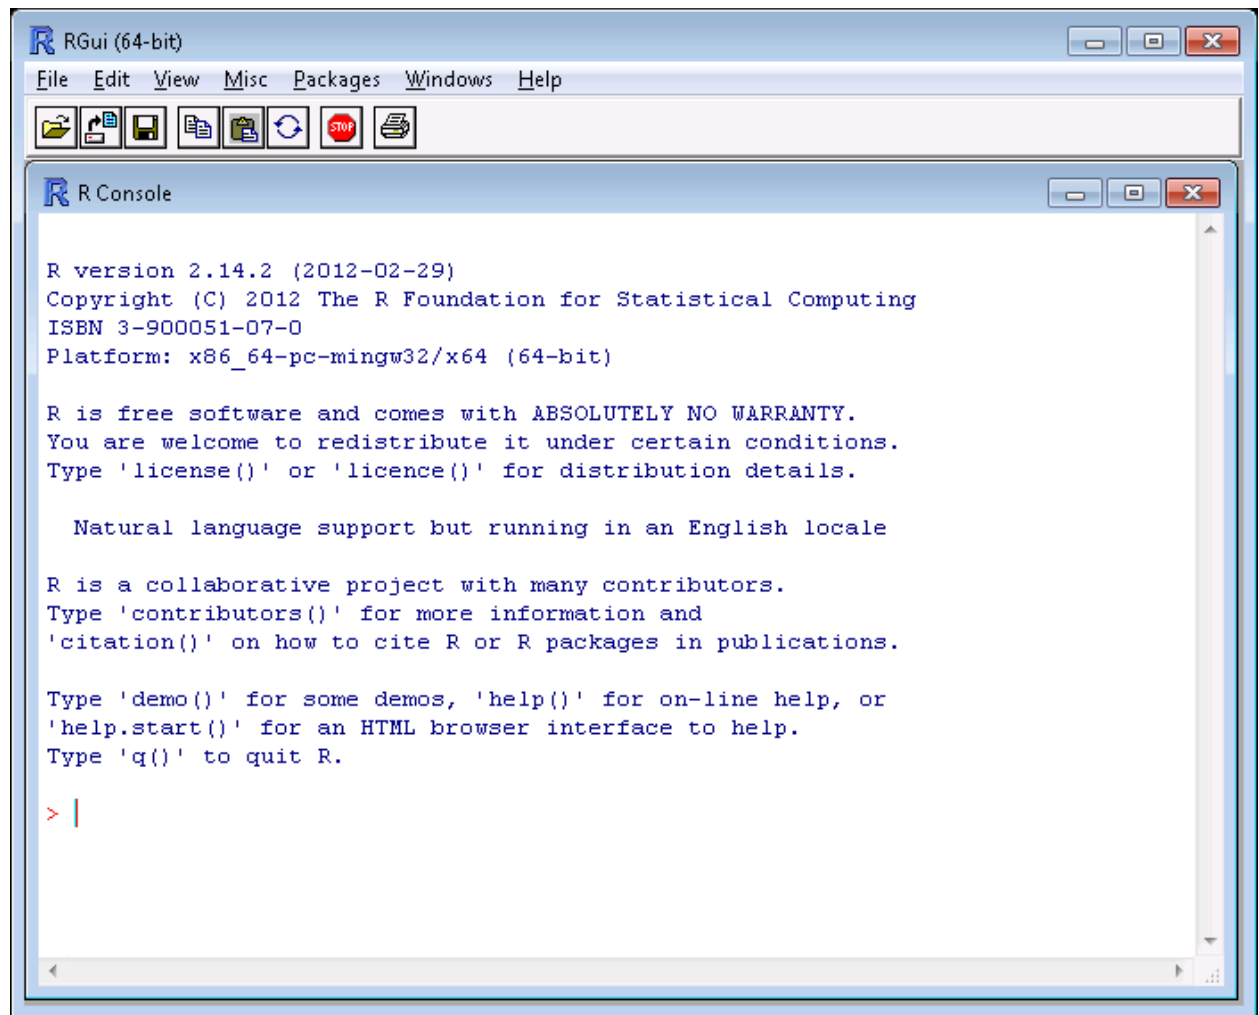 RGui (64-bit)
File Edit View Misc Packages Windows Help
STOP
R Console
R version 2.14.2 (2012-02-29)
Copyright (C) 2012 The R Foundation for Statistical Computing
ISBN 3-900051-07-0
Platform: x86_64-pc-mingw32/x64 (64-bit)
R is free software and comes with ABSOLUTELY NO WARRANTY.
You are welcome to redistribute it under certain conditions.
Type 'license()' or 'licence()' for distribution details.
Natural language support but running in an English locale
R is a collaborative project with many contributors.
Type 'contributors()' for more information and
'citation()' on how to cite R or R packages in publications.
Type 'demo()' for some demos, 'help()' for on-line help, or
'help.start()' for an HTML browser interface to help.
Type 'q()' to quit R.
>